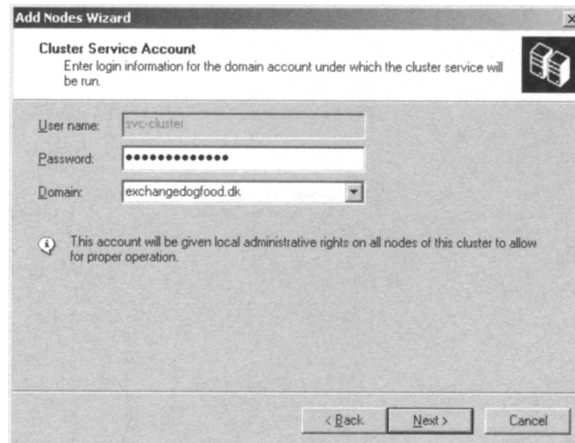 Add Nodes Wizard
Cluster Service Account
Enter login information for the domain account under which the cluster service will
be run.
User name: svc-cluster
Password: •••••••••••••
Domain: exchangedogfood.dk
This account will be given local administrative rights on all nodes of this cluster to allow
for proper operation.
< Back Next > Cancel